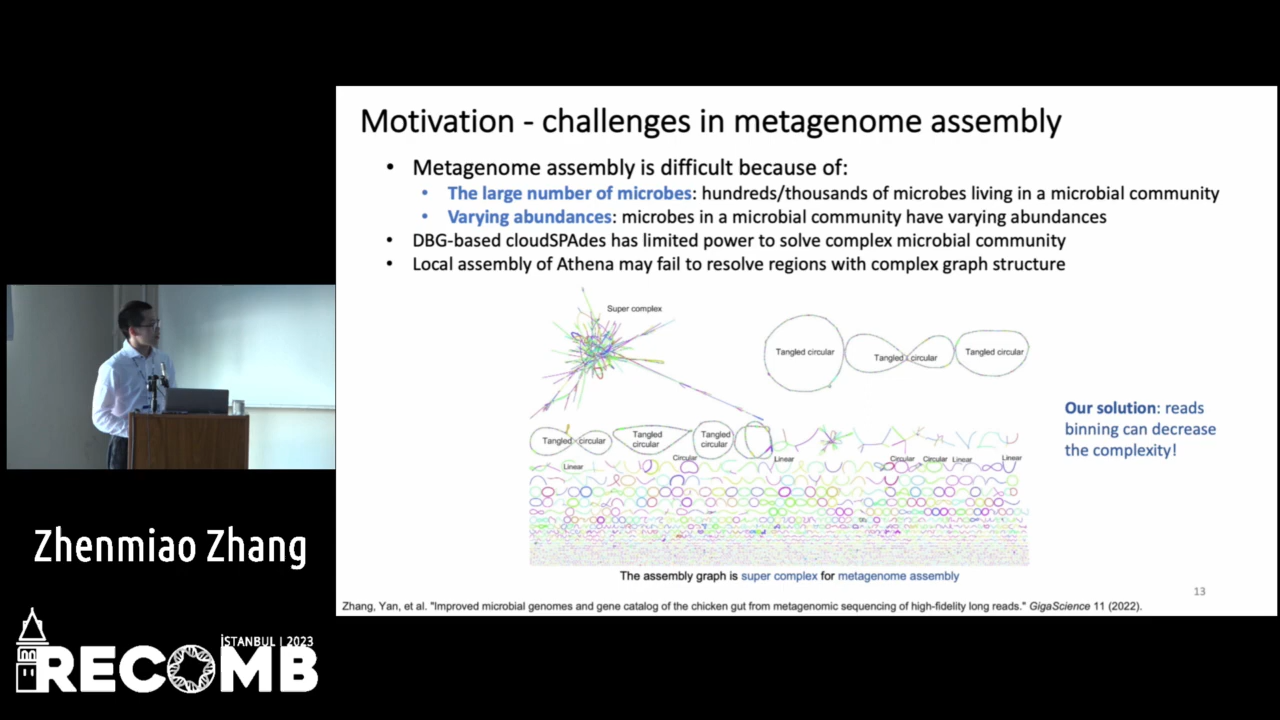 Motivation - challenges in metagenome assembly
• Metagenome assembly is difficult because of:
• The large number of microbes: hundreds/thousands of microbes living in a microbial community
• Varying abundances: microbes in a microbial community have varying abundances
• DBG-based cloudSPAdes has limited power to solve complex microbial community
• Local assembly of Athena may fail to resolve regions with complex graph structure
Super complex
Tangled circular
Tangled circular
Tangled circular
Tangled circular
Tangled
circular
Tangled
circular
Circular
Linear
Linear
Circular
Circular
Linear
Linear
Our solution: reads
binning can decrease
the complexity!
The assembly graph is super complex for metagenome assembly
13
Zhang, Yan, et al. "Improved microbial genomes and gene catalog of the chicken gut from metagenomic sequencing of high-fidelity long reads." GigaScience 11 (2022).
Zhenmiao Zhang
İSTANBUL | 2023
RECOMB